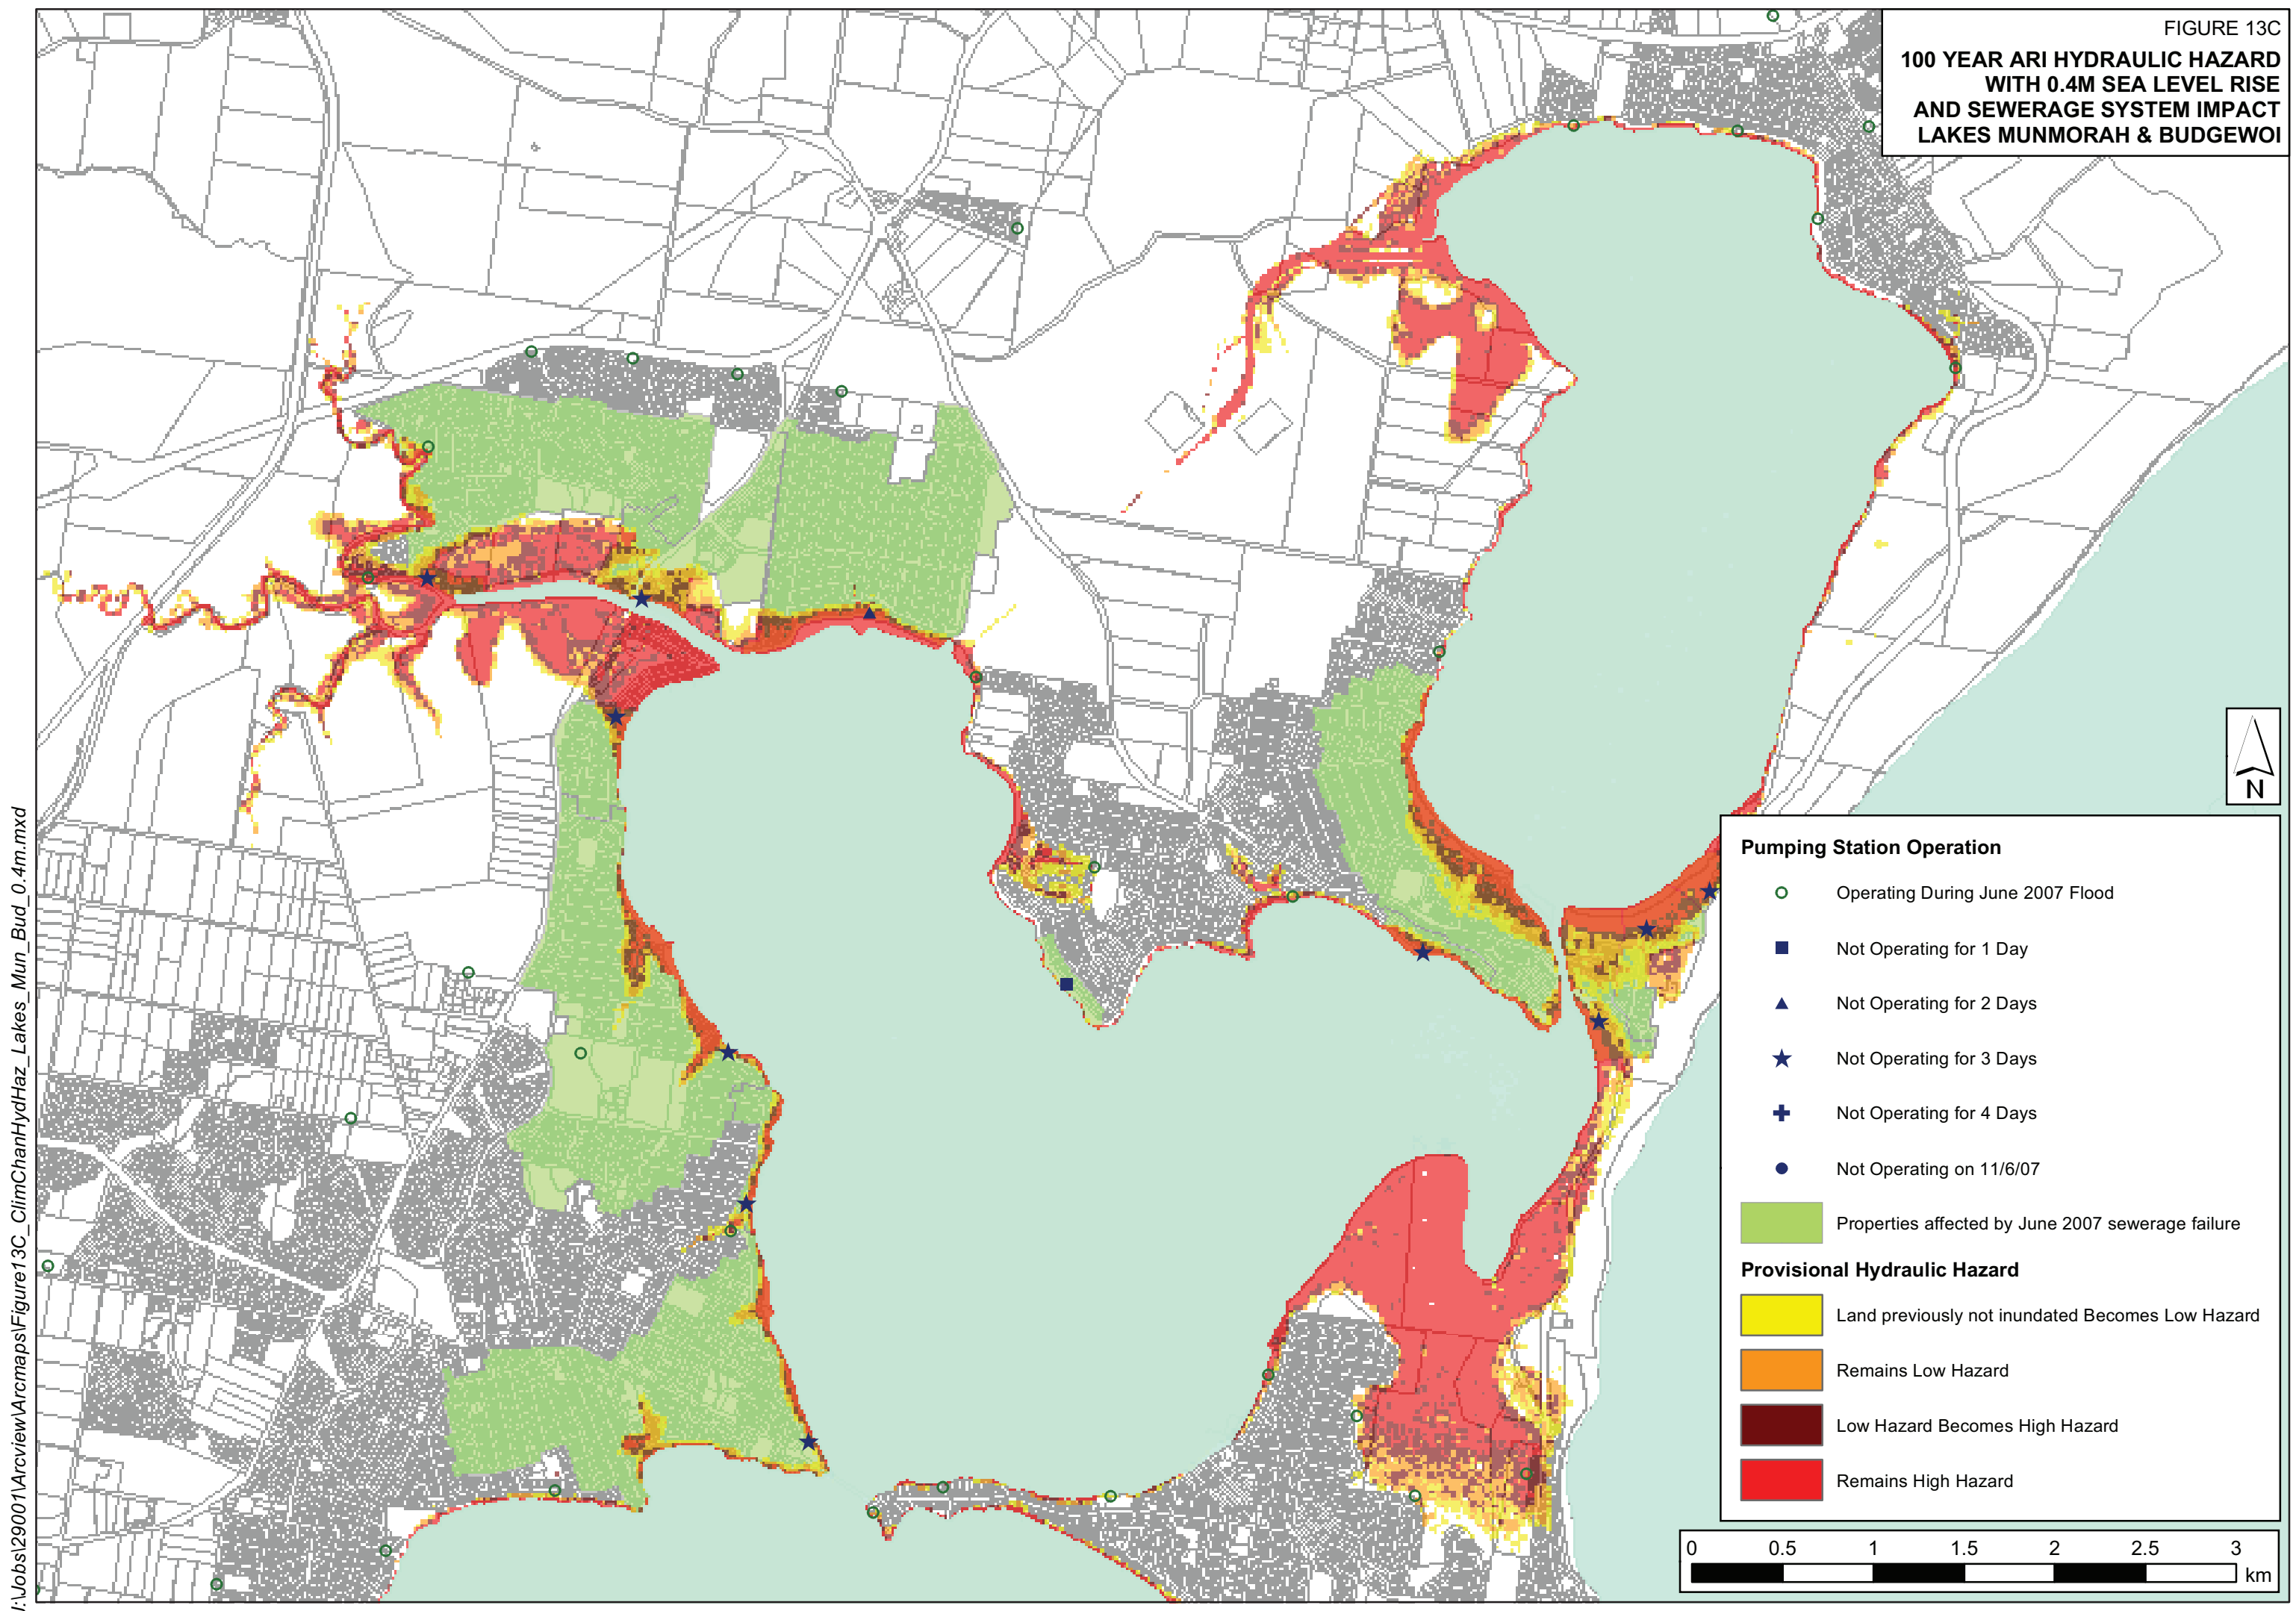 FIGURE 13C
100 YEAR ARI HYDRAULIC HAZARD
WITH 0.4M SEA LEVEL RISE
AND SEWERAGE SYSTEM IMPACT
LAKES MUNMORAH & BUDGEWOI
N
Pumping Station Operation
Operating During June 2007 Flood
Not Operating for 1 Day
Not Operating for 2 Days
Not Operating for 3 Days
Not Operating for 4 Days
Not Operating on 11/6/07
Properties affected by June 2007 sewerage failure
Provisional Hydraulic Hazard
Land previously not inundated Becomes Low Hazard
Remains Low Hazard
Low Hazard Becomes High Hazard
Remains High Hazard
0 0.5 1 1.5 2 2.5 3
km
J:\Jobs\29001\Arcview\Arcmaps\Figure13C_ClimChanHydHaz_Lakes_Mun_Bud_0.4m.mxd